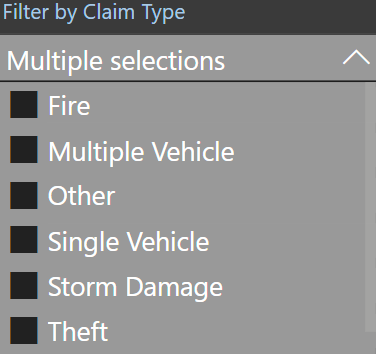 Filter by Claim Type
Multiple selections
Fire
Multiple Vehicle
Other
Single Vehicle
Storm Damage
Theft